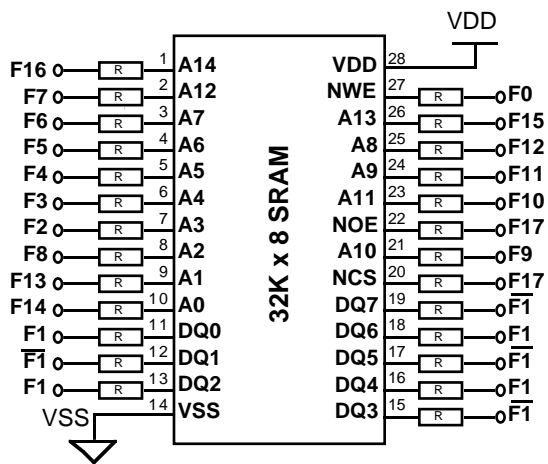 VDD
F16 R 1 A14 VDD 28
F7 R 2 A12 NWE 27 R F0
F6 R 3 A7 A13 26 R F15
F5 R 4 A6 A8 25 R F12
F4 R 5 A5 A9 24 R F11
F3 R 6 A4 A11 23 R F10
F2 R 7 A3 NOE 22 R F17
F8 R 8 A2 A10 21 R F9
F13 R 9 A1 NCS 20 R F17
F14 R 10 A0 DQ7 19 R F̅1̅
F1 R 11 DQ0 DQ6 18 R F1
F̅1̅ R 12 DQ1 DQ5 17 R F̅1̅
F1 R 13 DQ2 DQ4 16 R F1
VSS 14 VSS DQ3 15 R F̅1̅
32K x 8 SRAM